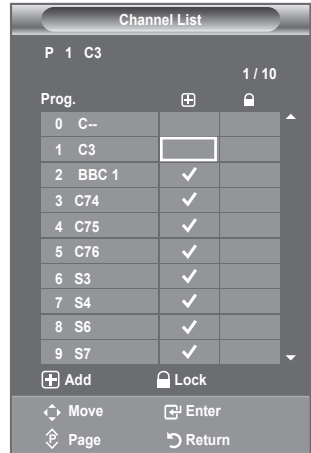 Channel List
P 1 C3
1 / 10
Prog.
0 C--
1 C3
2 BBC 1 ✓
3 C74 ✓
4 C75 ✓
5 C76 ✓
6 S3 ✓
7 S4 ✓
8 S6 ✓
9 S7 ✓
Add Lock
Move Enter
P Page Return